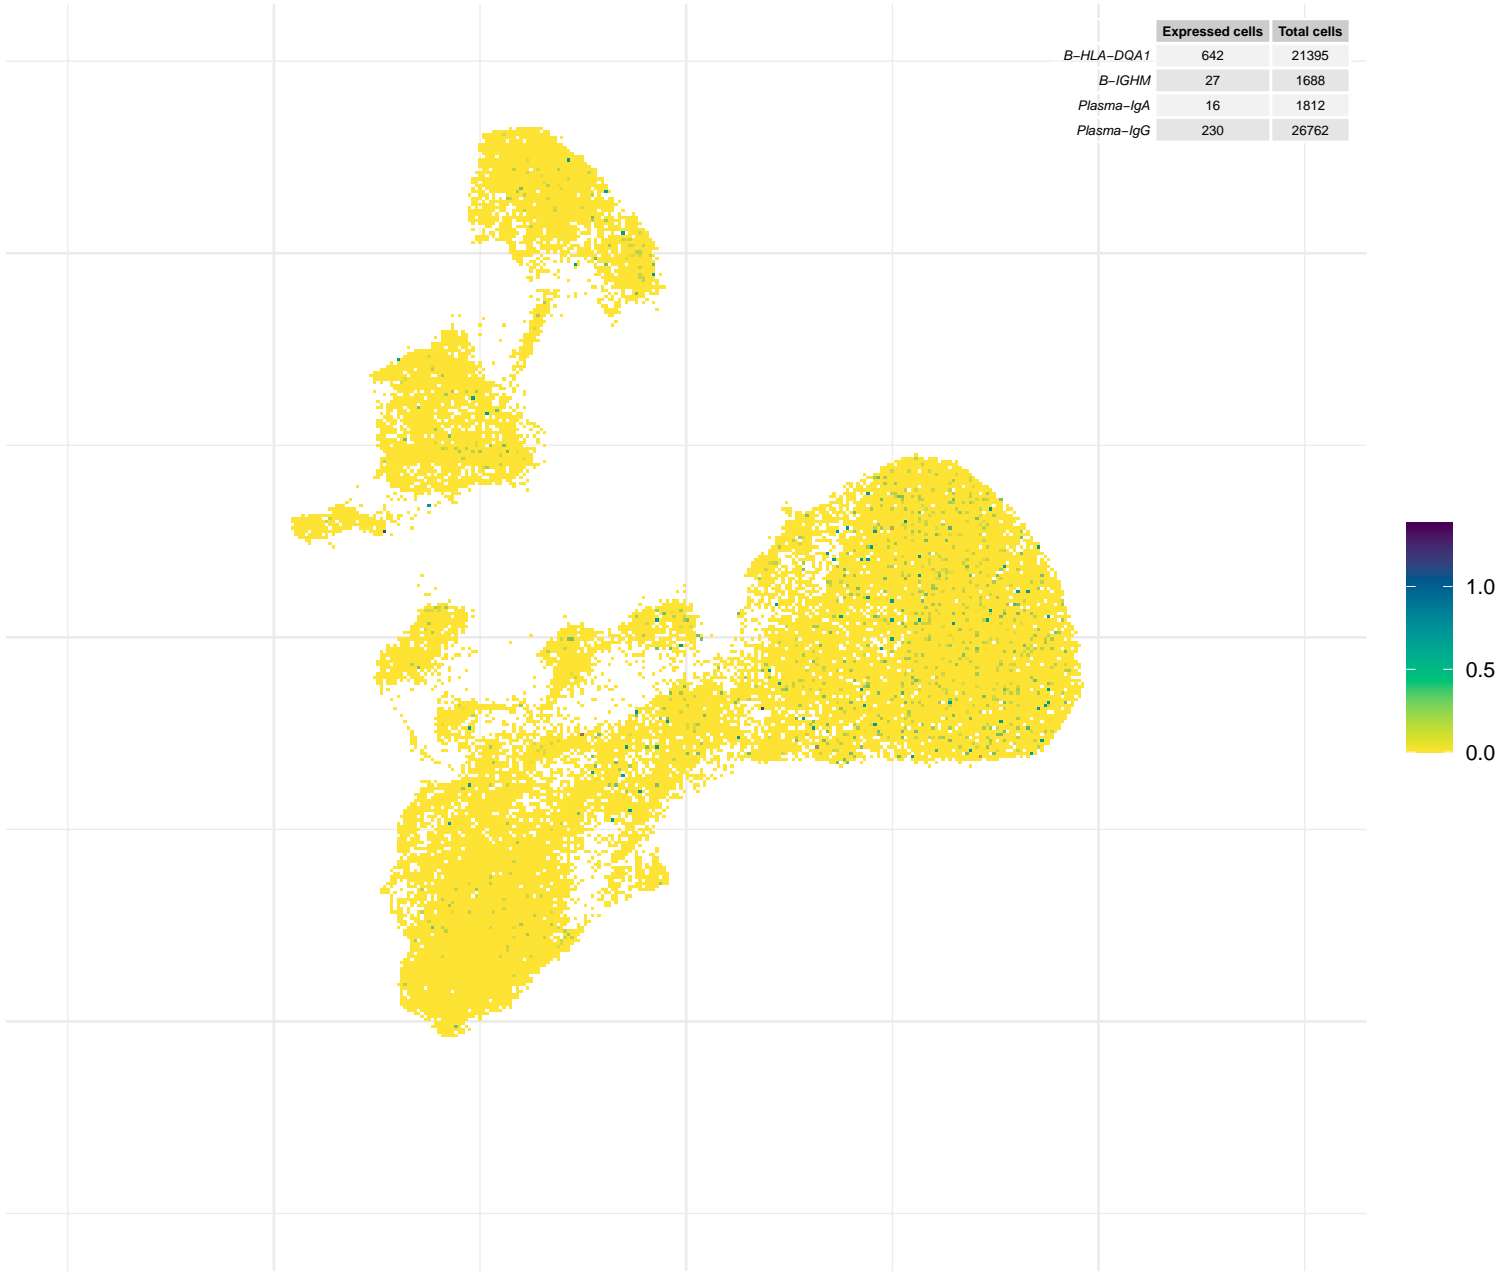 Expressed cells Total cells
B−HLA−DQA1 642 21395
B−IGHM 27 1688
Plasma−IgA 16 1812
Plasma−IgG 230 26762
1.0
0.5
0.0